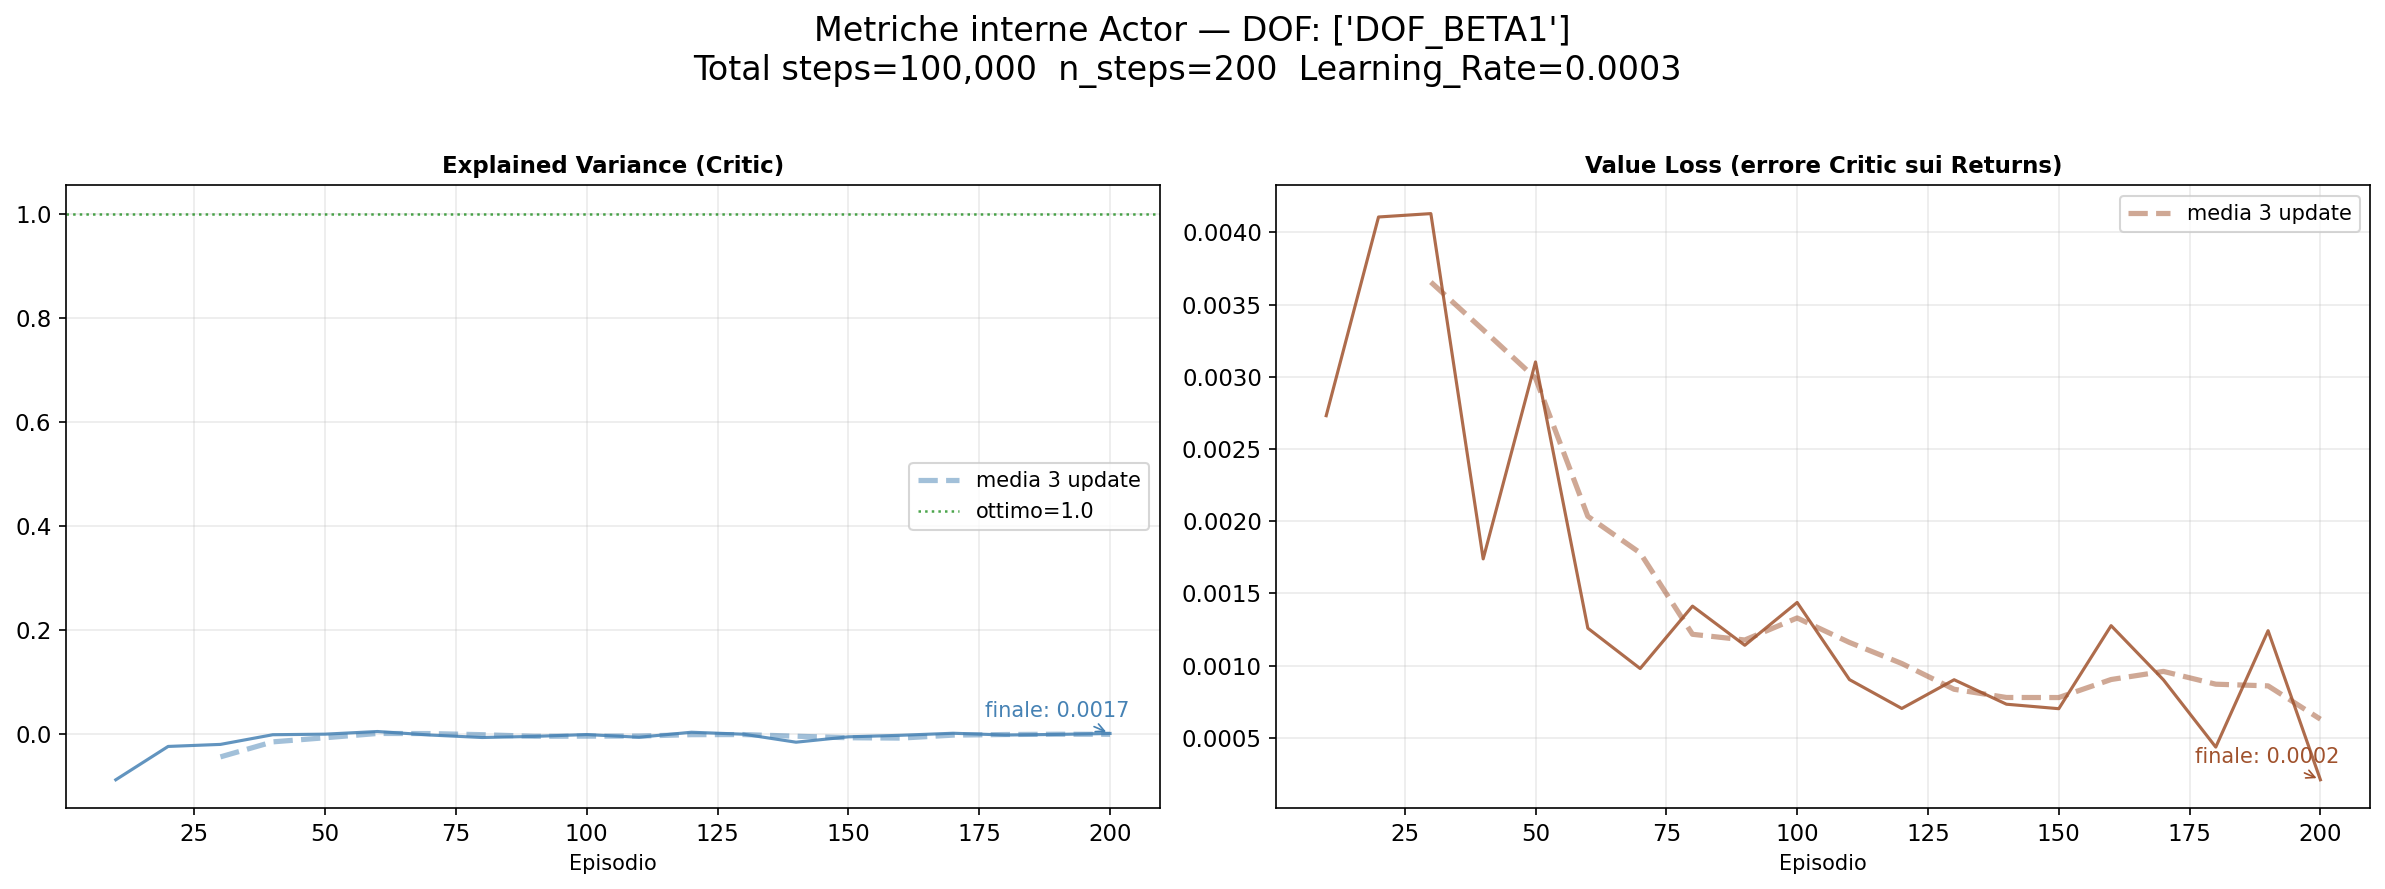 Metriche interne Actor — DOF: ['DOF_BETA1']
Total steps=100,000  n_steps=200  Learning_Rate=0.0003
Explained Variance (Critic)
1.0
0.8
0.6
0.4
0.2
0.0
media 3 update
ottimo=1.0
finale: 0.0017
25 50 75 100 125 150 175 200
Episodio
Value Loss (errore Critic sui Returns)
0.0040
0.0035
0.0030
0.0025
0.0020
0.0015
0.0010
0.0005
media 3 update
finale: 0.0002
25 50 75 100 125 150 175 200
Episodio